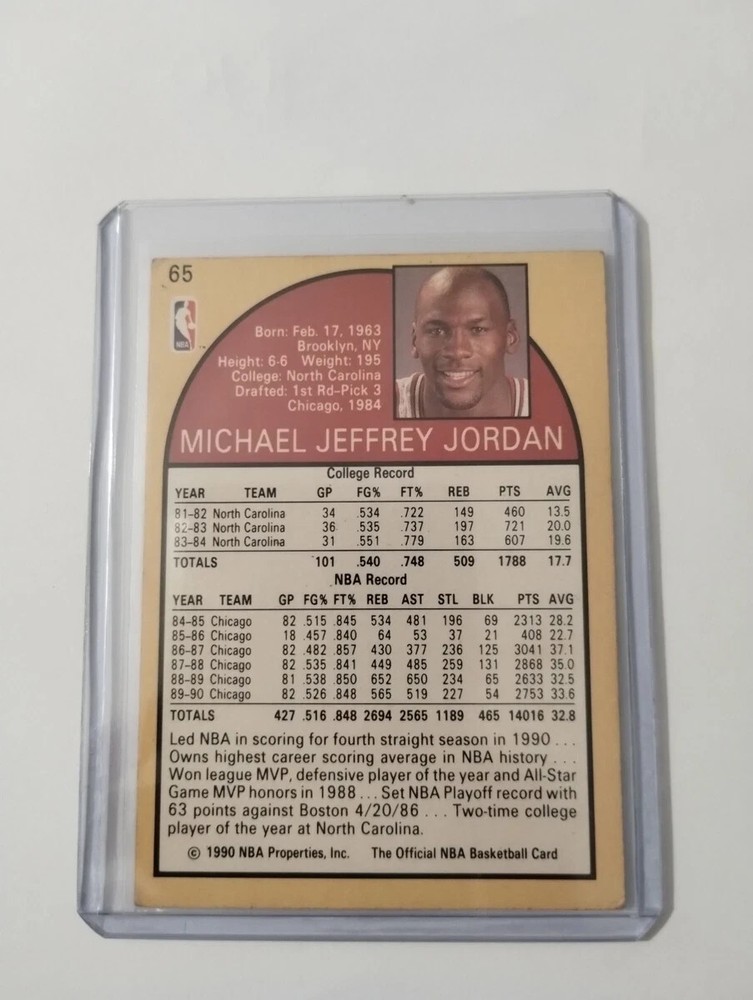 65
NBA
TM
Born: Feb. 17, 1963
Brooklyn, NY
Height: 6-6 Weight: 195
College: North Carolina
Drafted: 1st Rd-Pick 3
Chicago, 1984
MICHAEL JEFFREY JORDAN
College Record
YEAR TEAM GP FG% FT% REB PTS AVG
81-82 North Carolina 34 .534 .722 149 460 13.5
82-83 North Carolina 36 .535 .737 197 721 20.0
83-84 North Carolina 31 .551 .779 163 607 19.6
TOTALS 101 .540 .748 509 1788 17.7
NBA Record
YEAR TEAM GP FG% FT% REB AST STL BLK PTS AVG
84-85 Chicago 82 .515 .845 534 481 196 69 2313 28.2
85-86 Chicago 18 .457 .840 64 53 37 21 408 22.7
86-87 Chicago 82 .482 .857 430 377 236 125 3041 37.1
87-88 Chicago 82 .535 .841 449 485 259 131 2868 35.0
88-89 Chicago 81 .538 .850 652 650 234 65 2633 32.5
89-90 Chicago 82 .526 .848 565 519 227 54 2753 33.6
TOTALS 427 .516 .848 2694 2565 1189 465 14016 32.8
Led NBA in scoring for fourth straight season in 1990 . . .
Owns highest career scoring average in NBA history . . .
Won league MVP, defensive player of the year and All-Star
Game MVP honors in 1988 . . . Set NBA Playoff record with
63 points against Boston 4/20/86 . . . Two-time college
player of the year at North Carolina.
© 1990 NBA Properties, Inc. The Official NBA Basketball Card